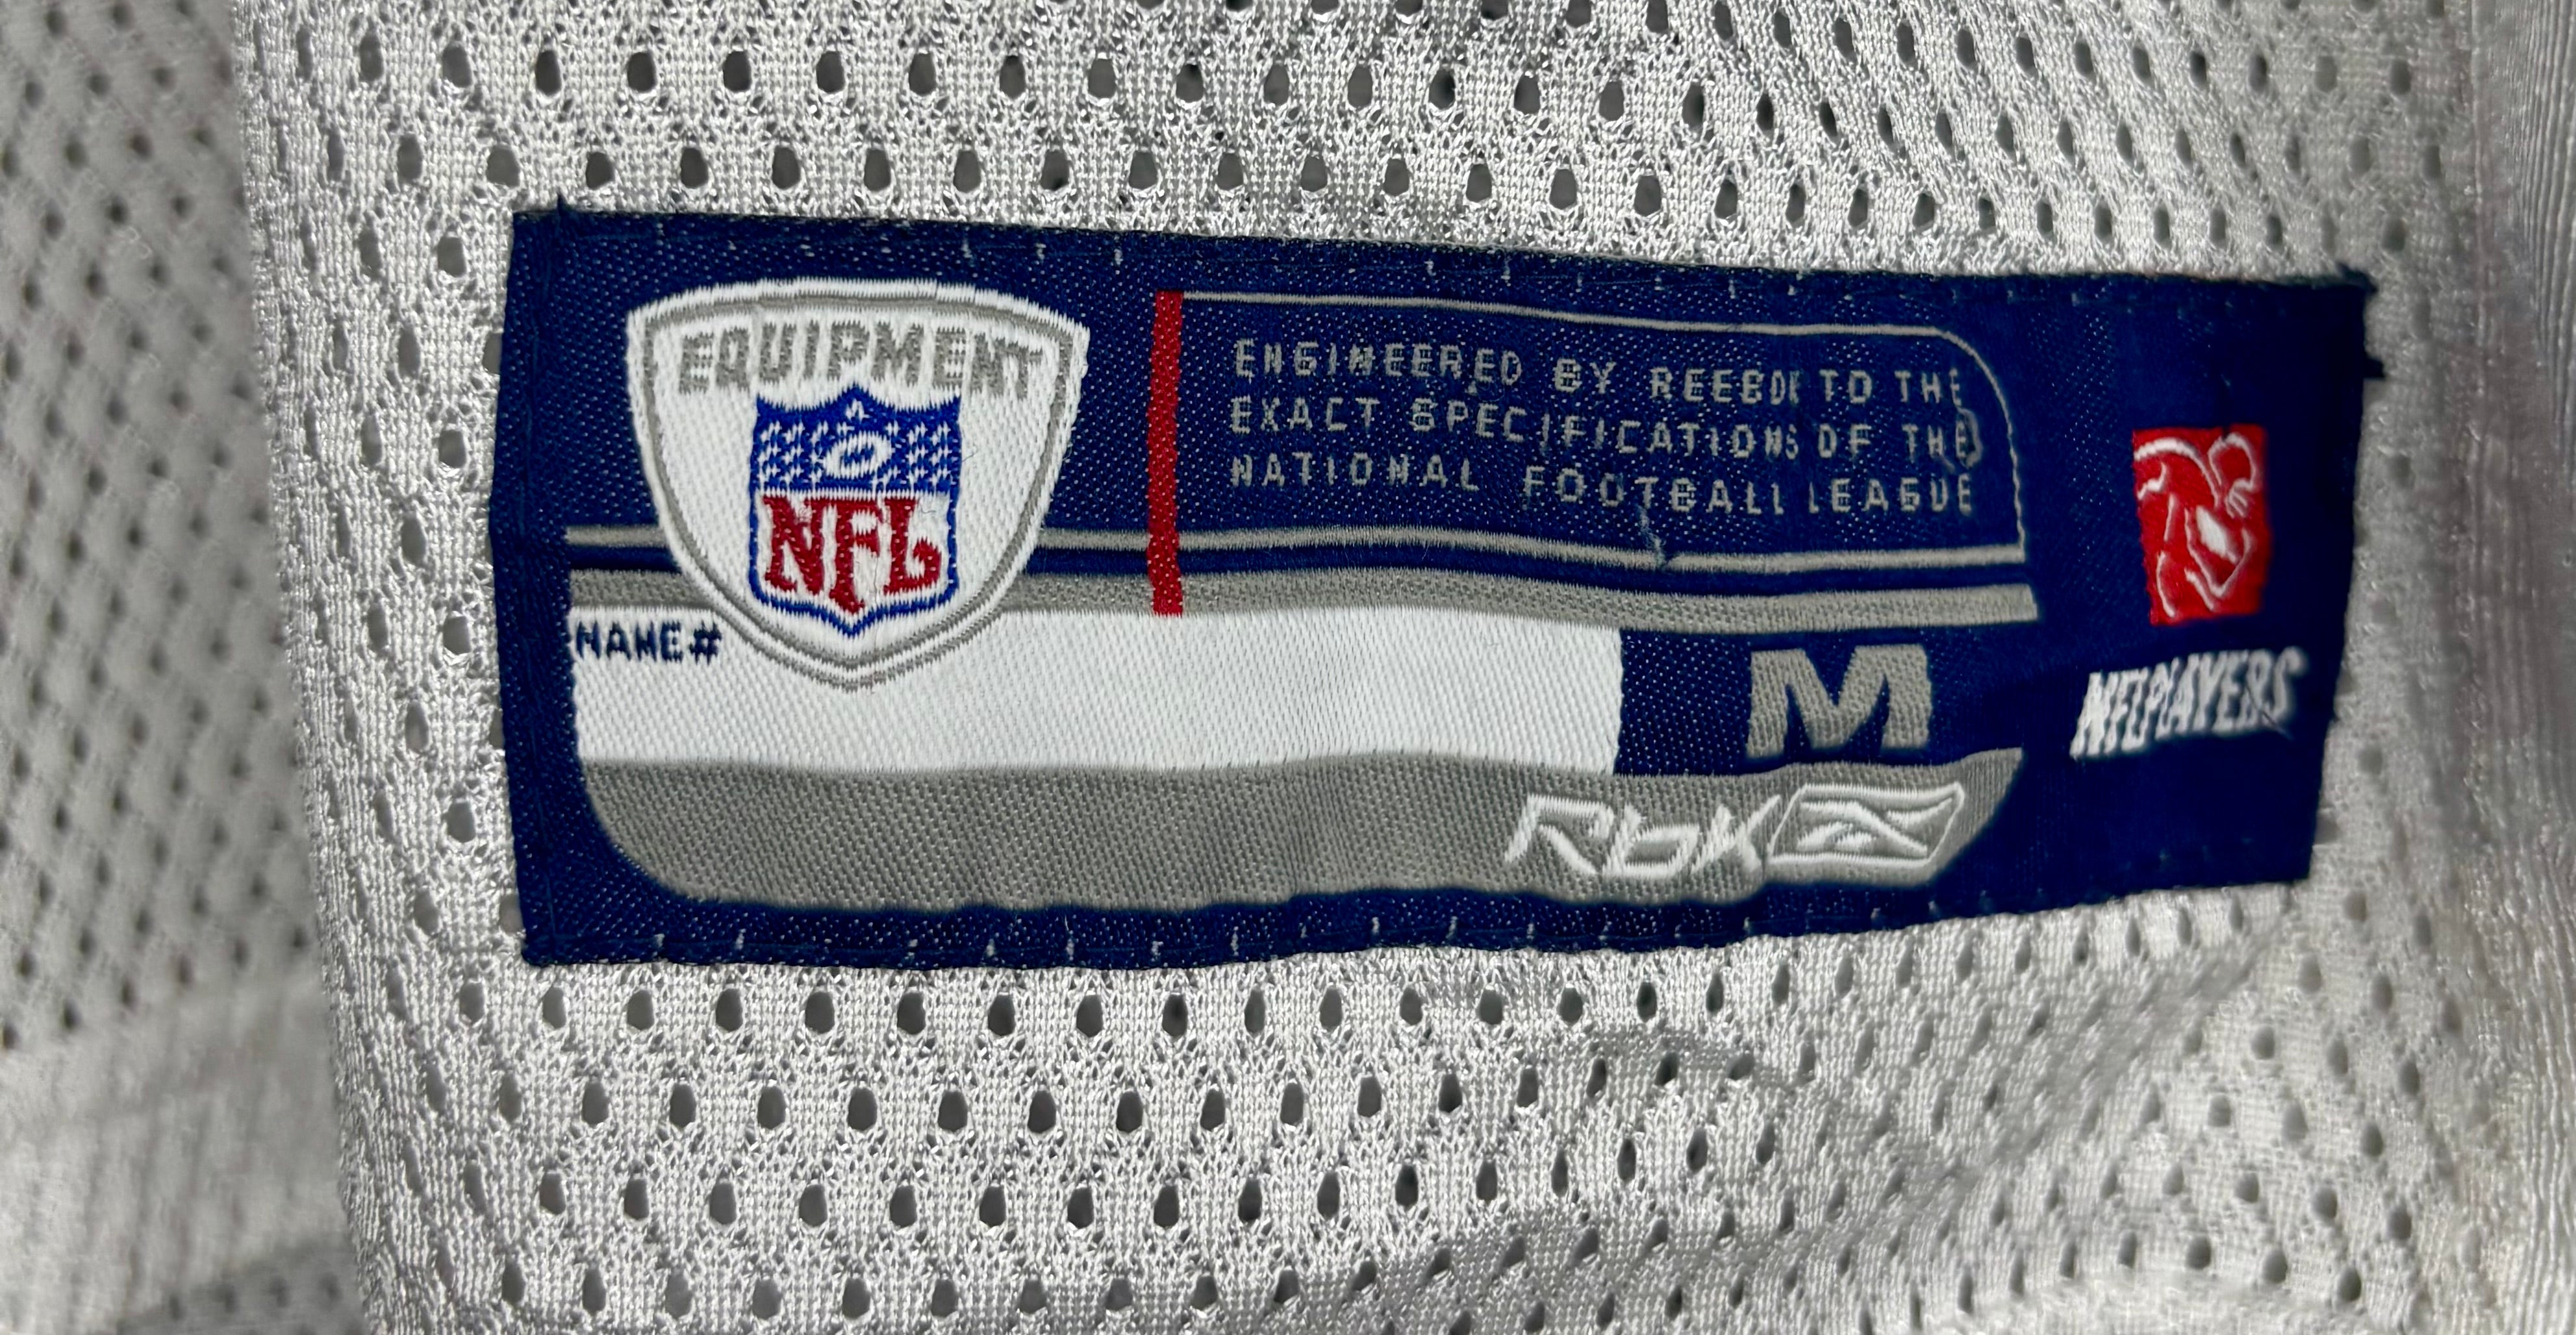 EQUIPMENT
NFL
ENGINEERED BY REEBOK TO THE
EXACT SPECIFICATIONS OF THE
NATIONAL FOOTBALL LEAGUE
NAME#
M
Rbk
NFLPLAYERS